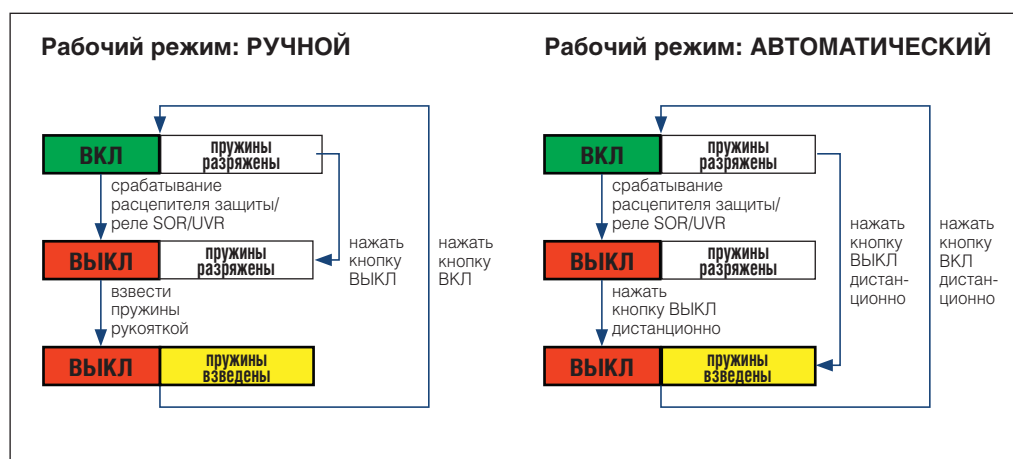 Рабочий режим: РУЧНОЙ
ВКЛ
пружины
разряжены
срабатывание
расцепителя защиты/
реле SOR/UVR
ВЫКЛ
пружины
разряжены
нажать
кнопку
ВЫКЛ
нажать
кнопку
ВКЛ
взвести
пружины
рукояткой
ВЫКЛ
пружины
взведены
Рабочий режим: АВТОМАТИЧЕСКИЙ
ВКЛ
пружины
разряжены
срабатывание
расцепителя защиты/
реле SOR/UVR
ВЫКЛ
пружины
разряжены
нажать
кнопку
ВЫКЛ
дистан-
ционно
нажать
кнопку
ВКЛ
дистан-
ционно
нажать
кнопку ВЫКЛ
дистанционно
ВЫКЛ
пружины
взведены